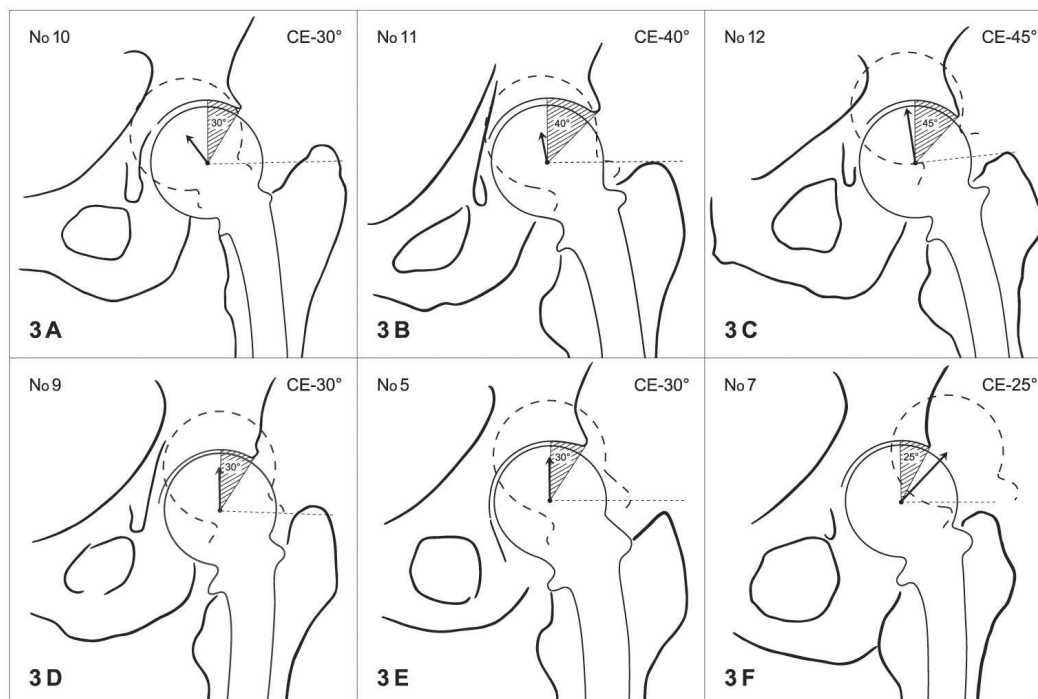 No 10 CE-30°
30°
3 A
No 11 CE-40°
40°
3 B
No 12 CE-45°
45°
3 C
No 9 CE-30°
30°
3 D
No 5 CE-30°
30°
3 E
No 7 CE-25°
25°
3 F